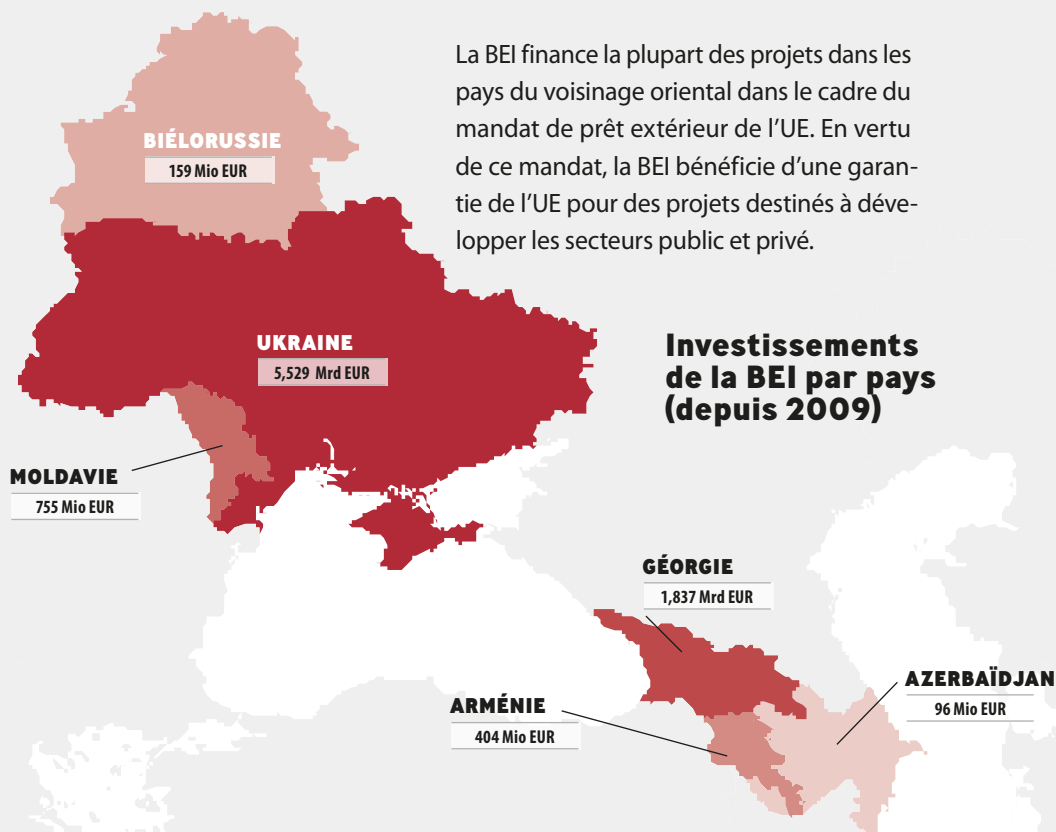 La BEI finance la plupart des projets dans les
pays du voisinage oriental dans le cadre du
mandat de prêt extérieur de l’UE. En vertu
de ce mandat, la BEI bénéficie d’une garan-
tie de l’UE pour des projets destinés à déve-
lopper les secteurs public et privé.
BIÉLORUSSIE
159 Mio EUR
UKRAINE
5,529 Mrd EUR
Investissements
de la BEI par pays
(depuis 2009)
MOLDAVIE
755 Mio EUR
GÉORGIE
1,837 Mrd EUR
AZERBAÏDJAN
96 Mio EUR
ARMÉNIE
404 Mio EUR